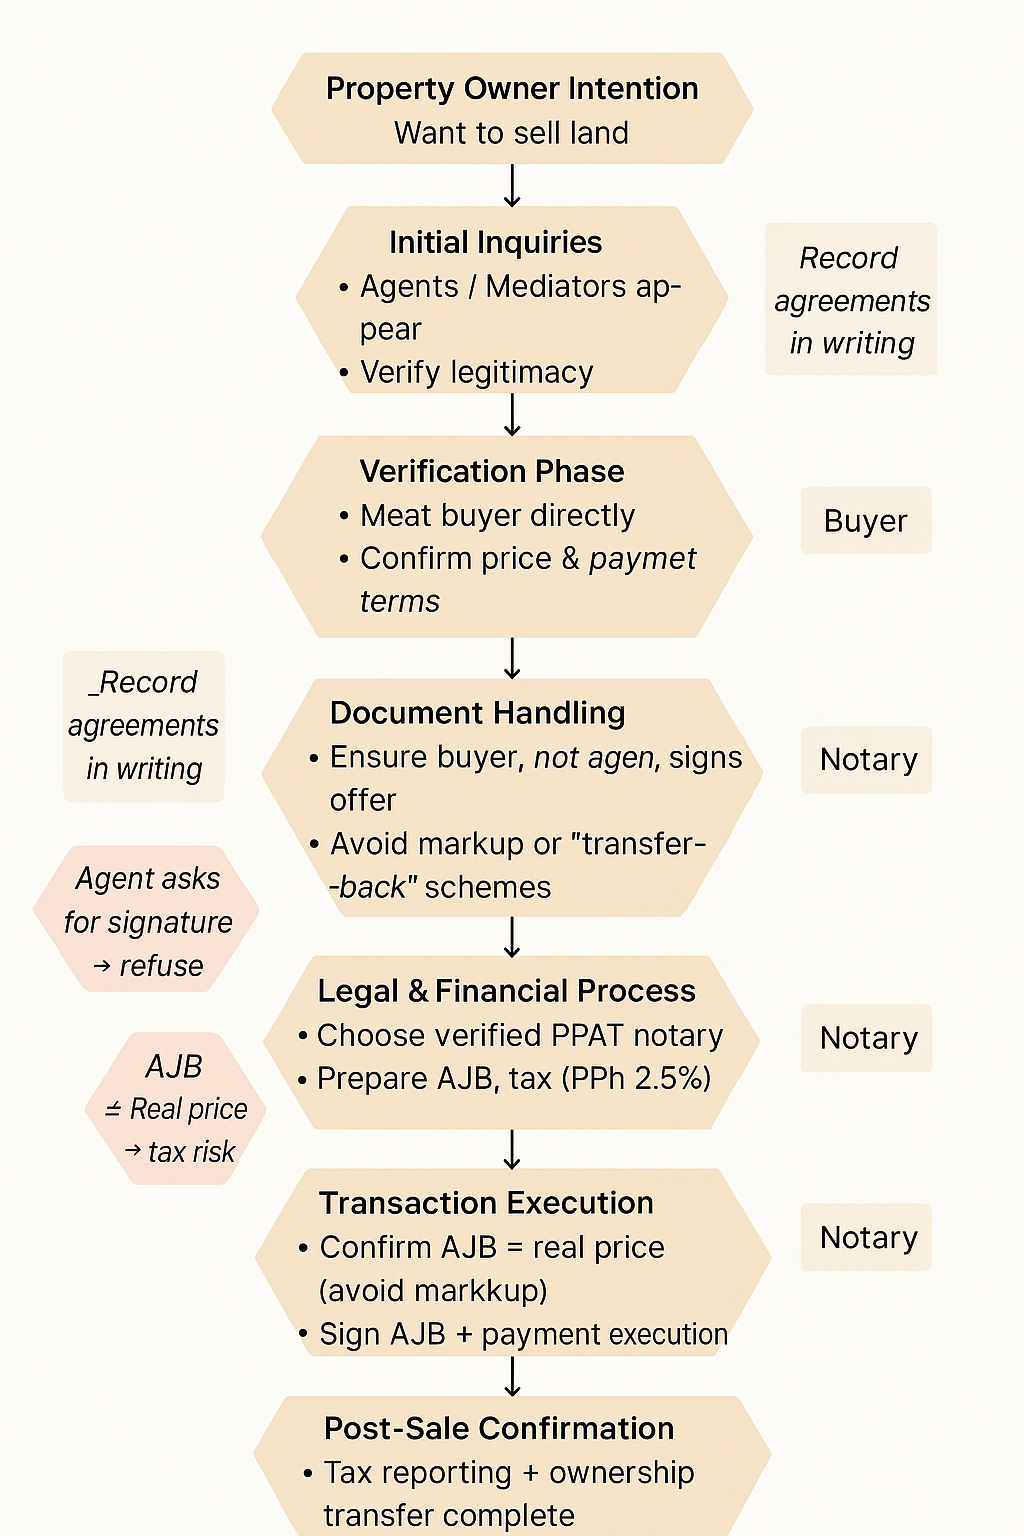 Property Owner Intention
Want to sell land
Initial Inquiries
• Agents / Mediators ap-
pear
• Verify legitimacy
Record
agreements
in writing
Verification Phase
• Meat buyer directly
• Confirm price & paymet
terms
Buyer
_Record
agreements
in writing
Document Handling
• Ensure buyer, not agen, signs
offer
• Avoid markup or "transfer-
-back" schemes
Notary
Agent asks
for signature
→ refuse
Legal & Financial Process
• Choose verified PPAT notary
• Prepare AJB, tax (PPh 2.5%)
Notary
AJB
≠ Real price
→ tax risk
Transaction Execution
• Confirm AJB = real price
(avoid markkup)
• Sign AJB + payment execution
Notary
Post-Sale Confirmation
• Tax reporting + ownership
transfer complete